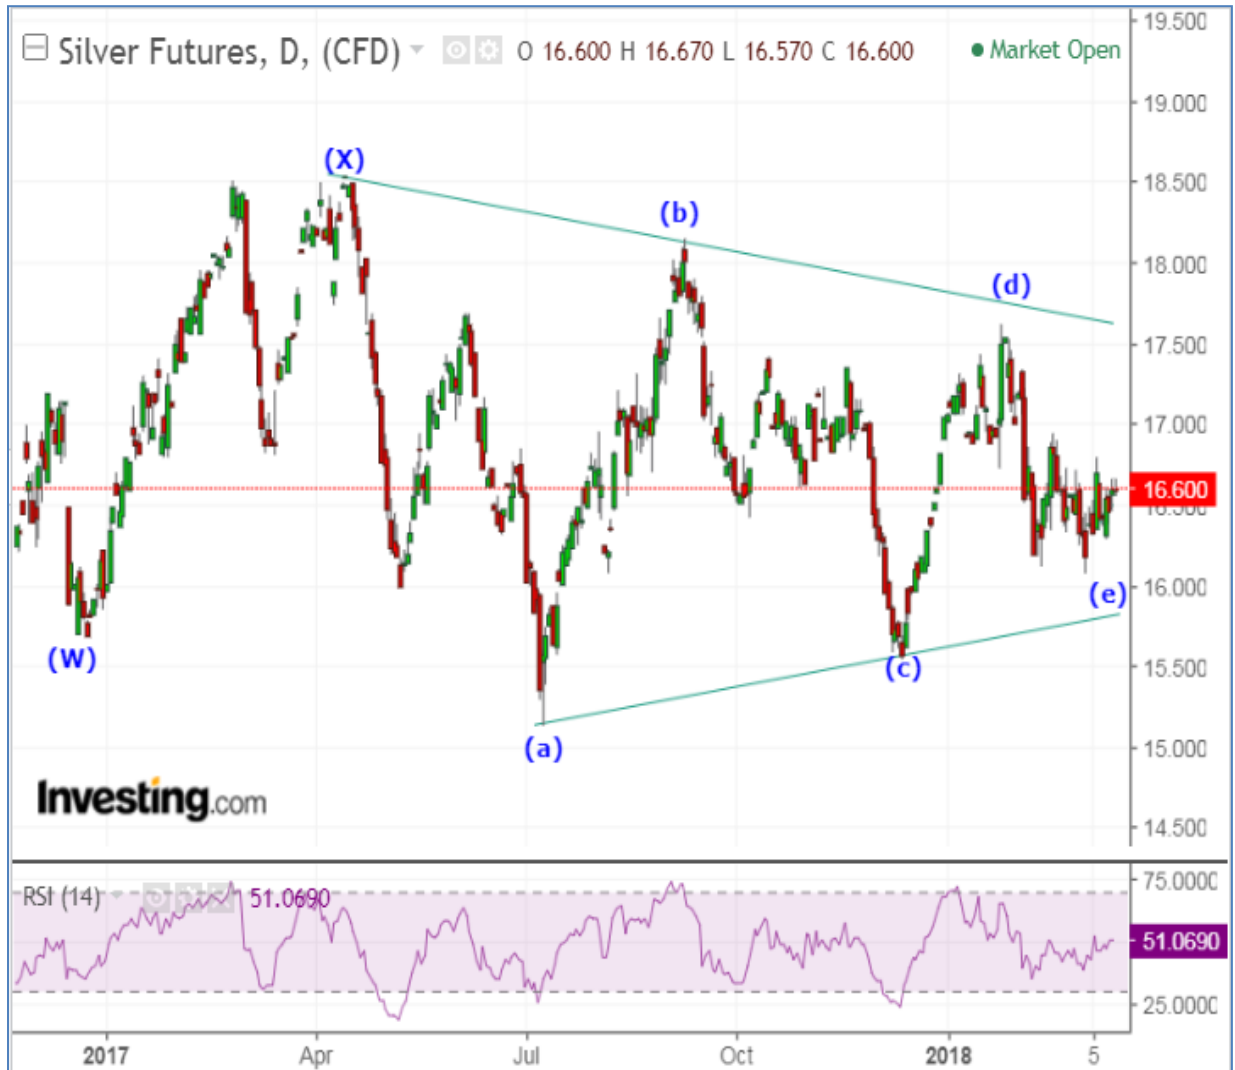 Silver Futures, D, (CFD) O 16.600 H 16.670 L 16.570 C 16.600 Market Open
19.500
19.000
18.500
18.000
17.500
17.000
16.600
16.500
16.000
15.500
15.000
14.500
(X)
(b)
(d)
(e)
(W)
(c)
(a)
Investing.com
RSI (14) 51.0690
75.0000
51.0690
25.0000
2017 Apr Jul Oct 2018 5